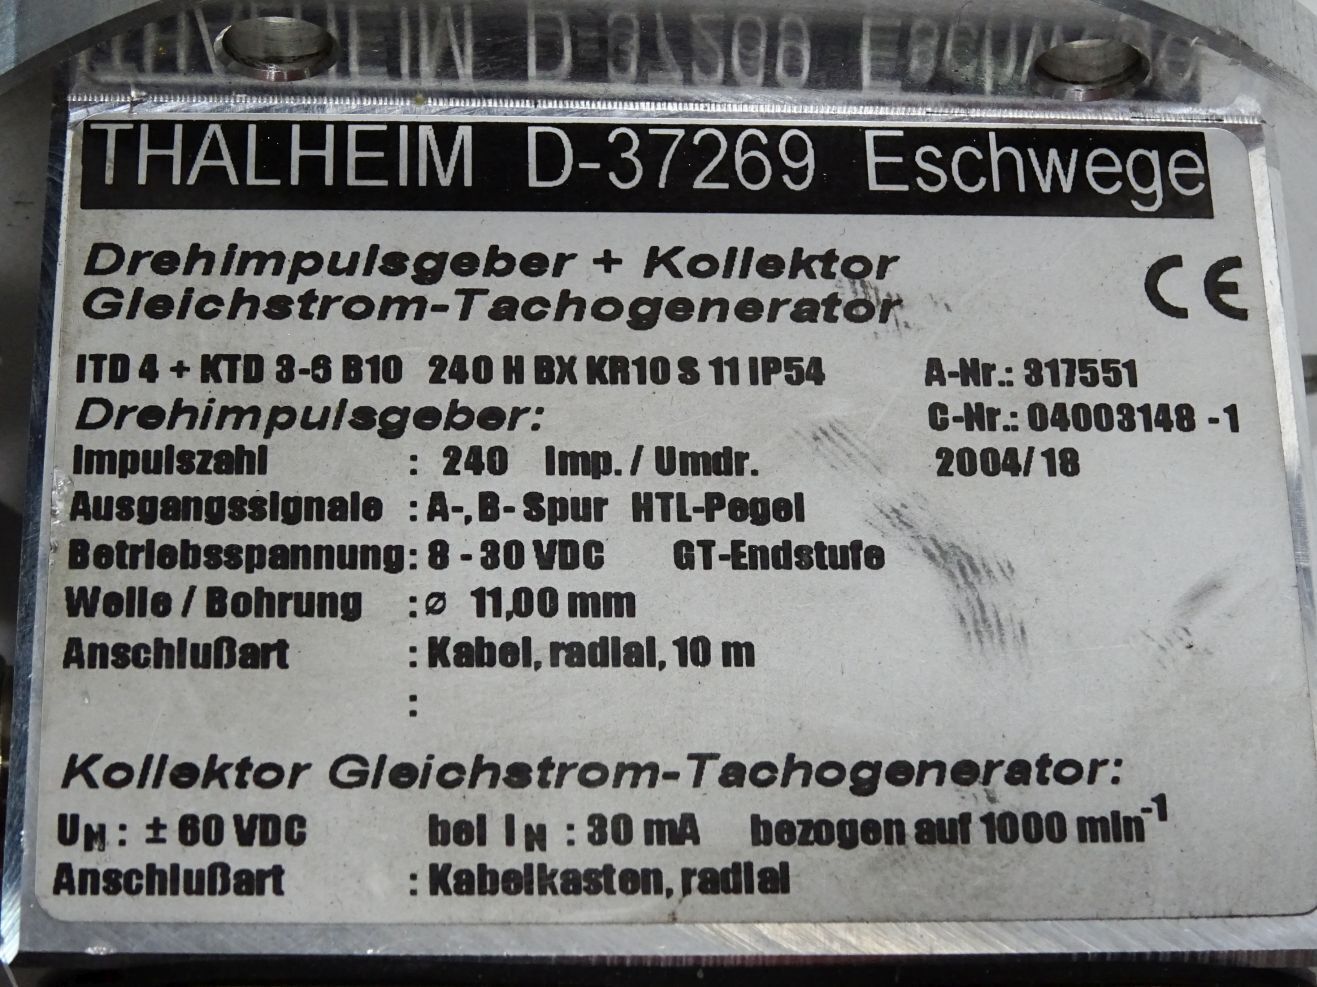 THALHEIM D-37269 Eschwege
Drehimpulsgeber + Kollektor
Gleichstrom-Tachogenerator
CE
ITD 4 + KTD 3-6 B10 240 H BX KR10 S 11 IP54 A-Nr.: 317551
Drehimpulsgeber: C-Nr.: 04003148 -1
Impulszahl : 240 Imp. / Umdr. 2004/18
Ausgangssignale : A-, B- Spur HTL-Pegel
Betriebsspannung: 8 - 30 VDC GT-Endstufe
Welle / Bohrung : ⌀ 11,00 mm
Anschlußart : Kabel, radial, 10 m
:
Kollektor Gleichstrom-Tachogenerator:
UN : ± 60 VDC bei IN : 30 mA bezogen auf 1000 min⁻¹
Anschlußart : Kabelkasten, radial